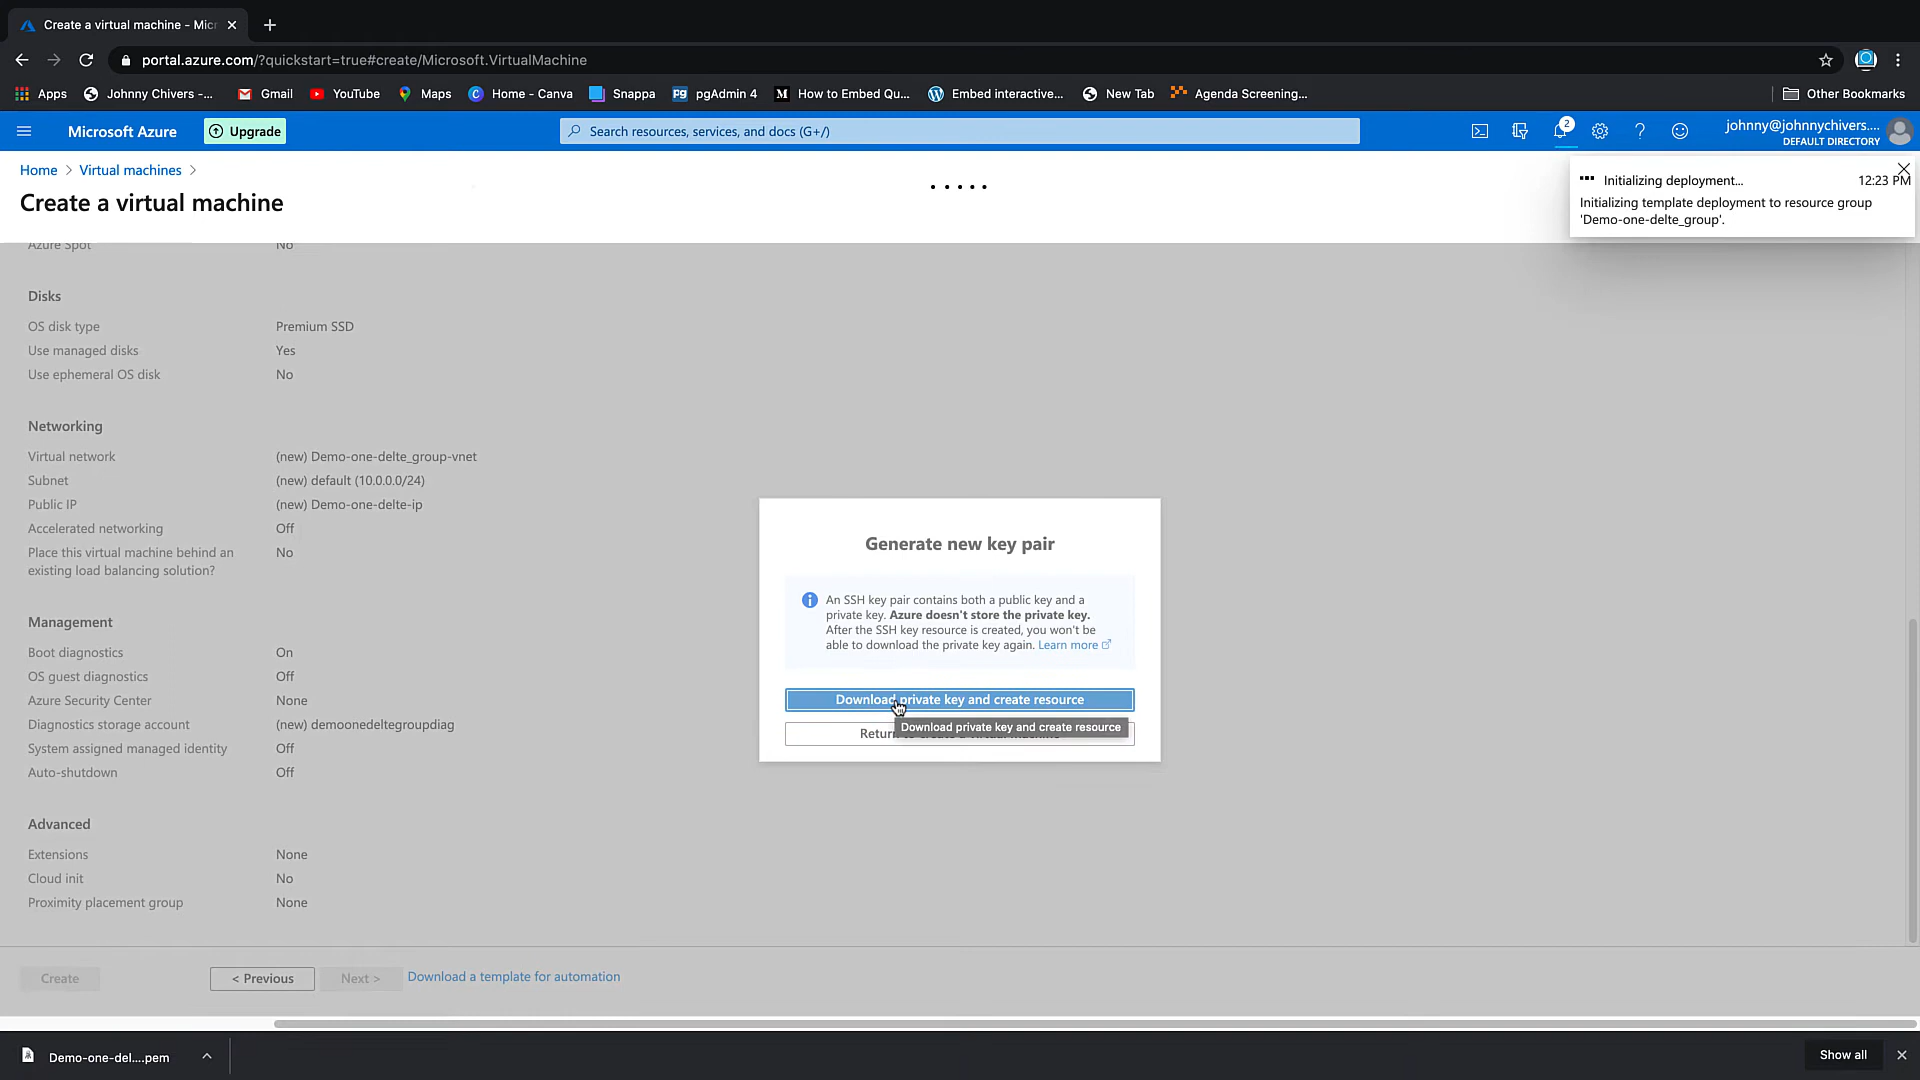 Create a virtual machine - Micr
portal.azure.com/?quickstart=true#create/Microsoft.VirtualMachine
Apps
Johnny Chivers -...
Gmail
YouTube
Maps
Home - Canva
Snappa
pgAdmin 4
How to Embed Qu...
Embed interactive...
New Tab
Agenda Screening...
Other Bookmarks
Microsoft Azure
Upgrade
Search resources, services, and docs (G+/)
2
johnny@johnnychivers....
DEFAULT DIRECTORY
Home > Virtual machines >
Create a virtual machine
Initializing deployment... 12:23 PM
Initializing template deployment to resource group
'Demo-one-delte_group'.
Azure Spot No
Disks
OS disk type Premium SSD
Use managed disks Yes
Use ephemeral OS disk No
Networking
Virtual network (new) Demo-one-delte_group-vnet
Subnet (new) default (10.0.0.0/24)
Public IP (new) Demo-one-delte-ip
Accelerated networking Off
Place this virtual machine behind an No
existing load balancing solution?
Management
Boot diagnostics On
OS guest diagnostics Off
Azure Security Center None
Diagnostics storage account (new) demoonedeltegroupdiag
System assigned managed identity Off
Auto-shutdown Off
Advanced
Extensions None
Cloud init No
Proximity placement group None
Generate new key pair
An SSH key pair contains both a public key and a
private key. Azure doesn't store the private key.
After the SSH key resource is created, you won't be
able to download the private key again. Learn more
Download private key and create resource
Download private key and create resource
Create
< Previous
Next >
Download a template for automation
Demo-one-del....pem
Show all